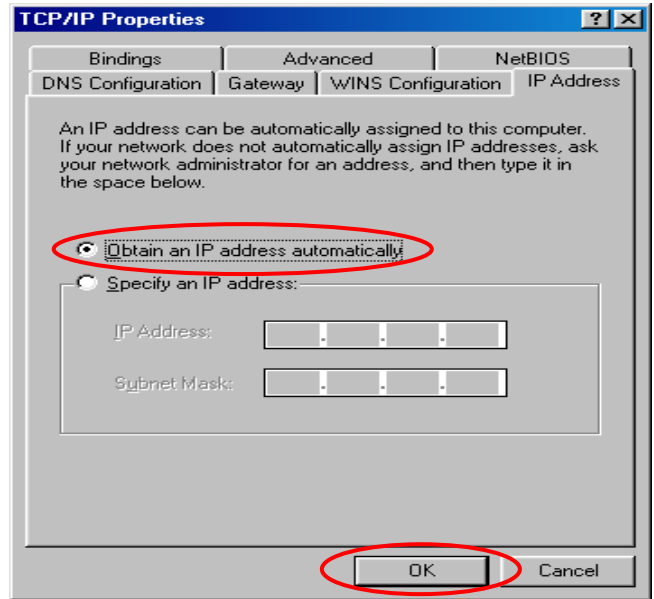 TCP/IP Properties
Bindings Advanced NetBIOS
DNS Configuration Gateway WINS Configuration IP Address
An IP address can be automatically assigned to this computer.
If your network does not automatically assign IP addresses, ask
your network administrator for an address, and then type it in
the space below.
Obtain an IP address automatically
Specify an IP address:
IP Address:
Subnet Mask:
OK Cancel